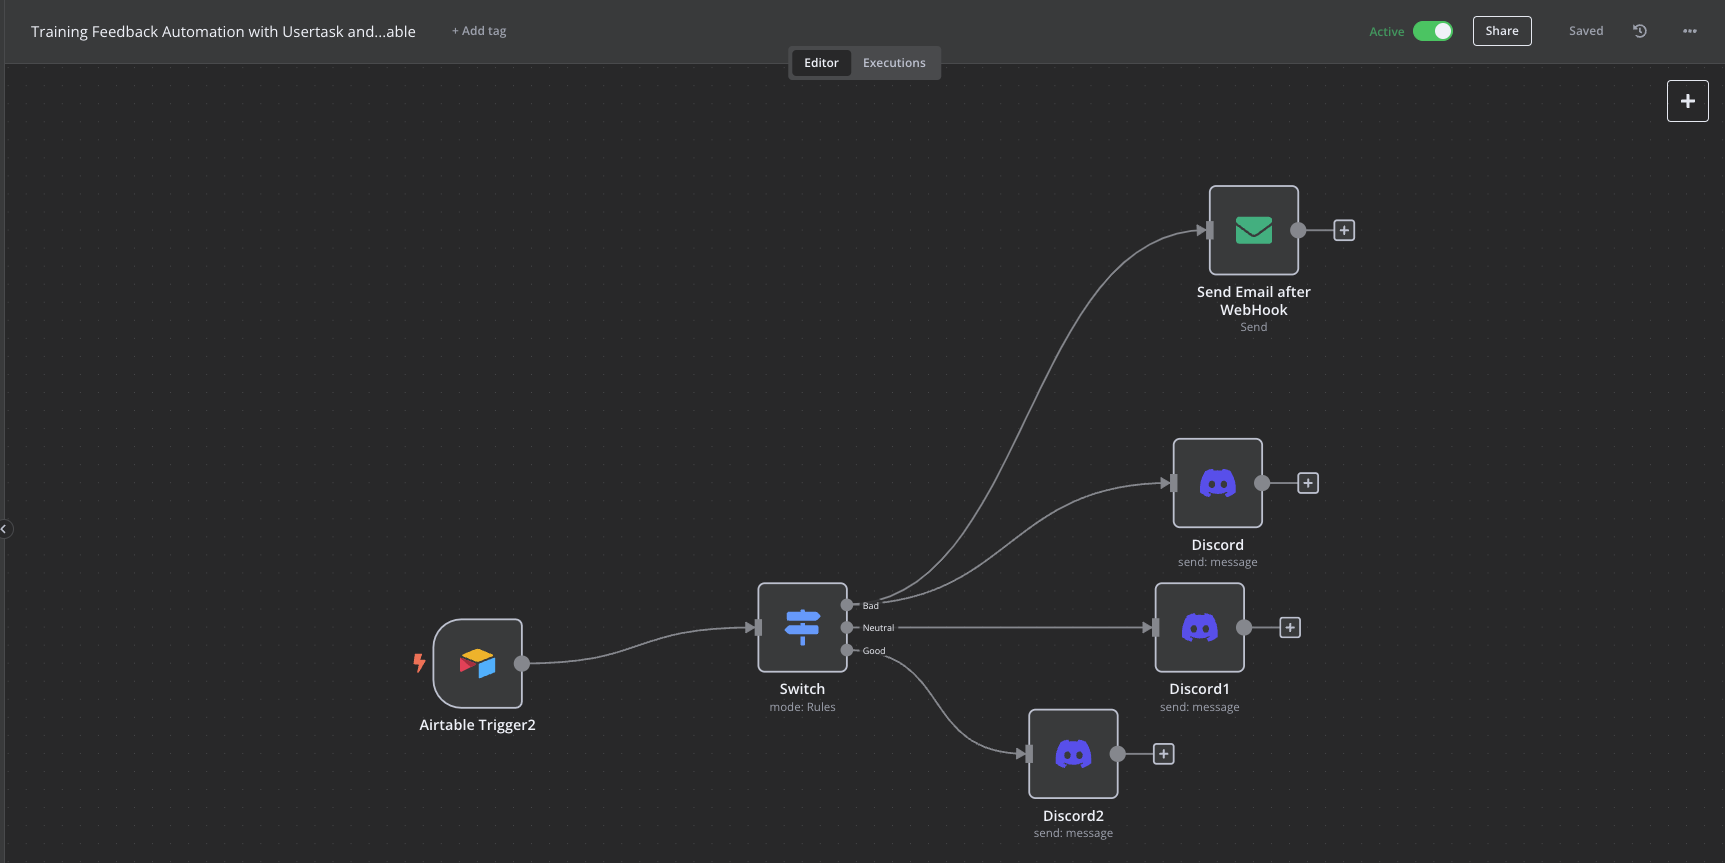 Training Feedback Automation with Usertask and...able
+ Add tag
Active
Share
Saved
Editor
Executions
Send Email after
WebHook
Send
Discord
send: message
Bad
Neutral
Good
Switch
mode: Rules
Discord1
send: message
Airtable Trigger2
Discord2
send: message